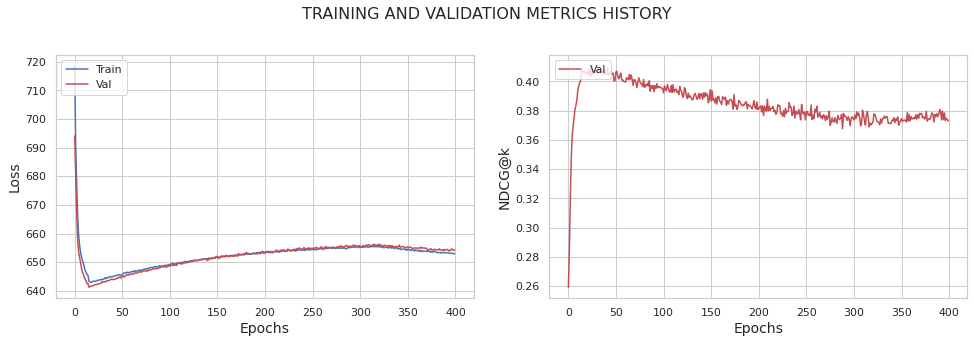 TRAINING AND VALIDATION METRICS HISTORY
Train
Val
720
710
700
690
680
670
660
650
640
Loss
0 50 100 150 200 250 300 350 400
Epochs
Val
0.40
0.38
0.36
0.34
0.32
0.30
0.28
0.26
NDCG@k
0 50 100 150 200 250 300 350 400
Epochs